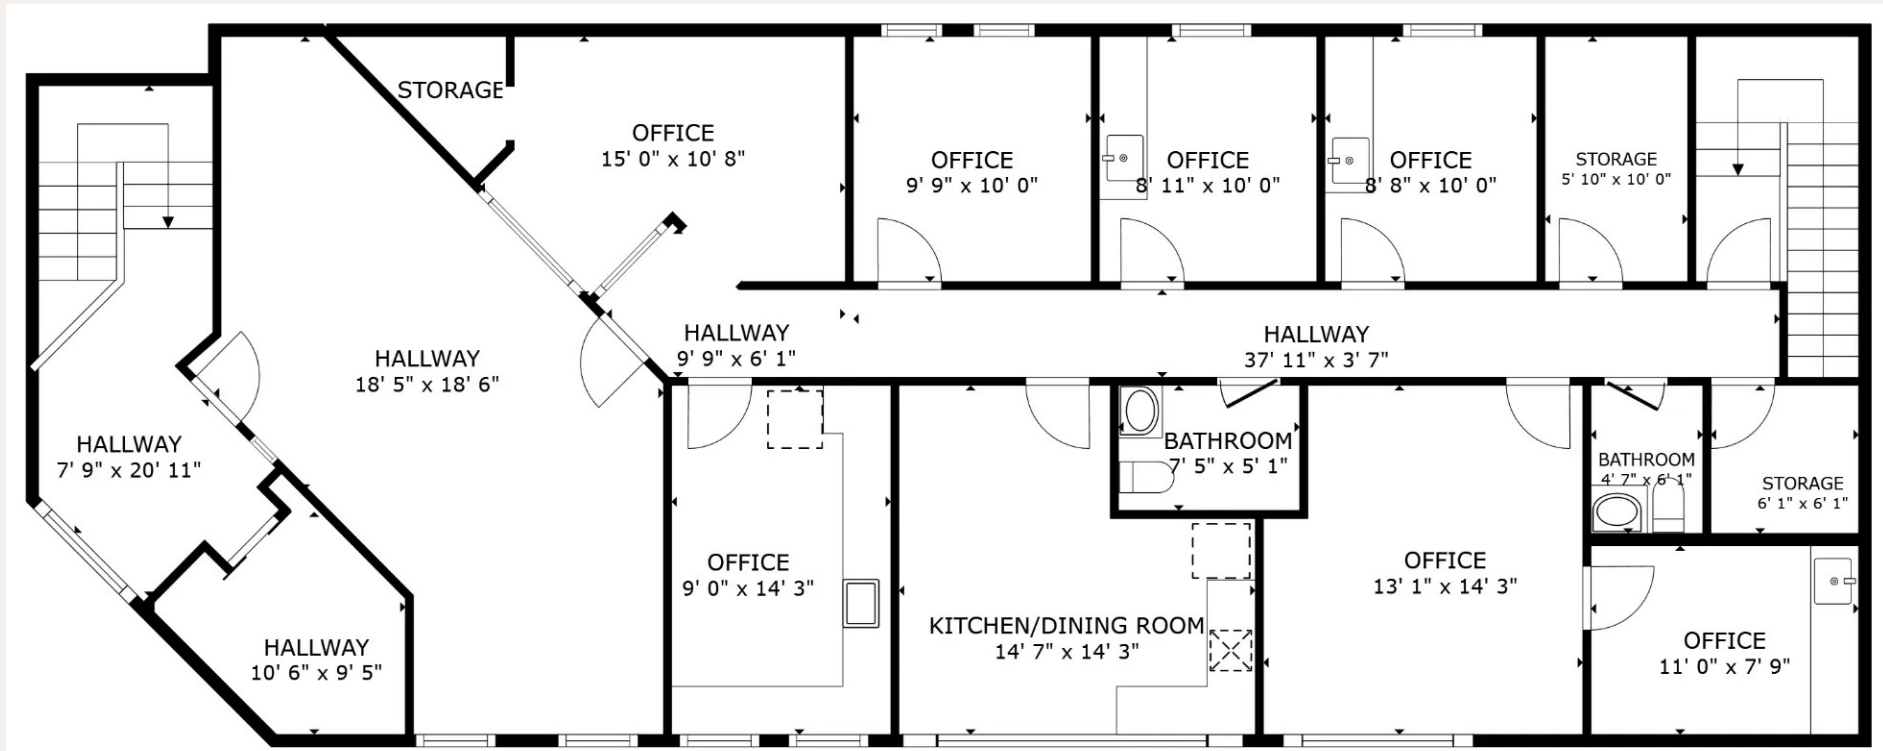 STORAGE
OFFICE
15' 0" x 10' 8"
OFFICE
9' 9" x 10' 0"
OFFICE
8' 11" x 10' 0"
OFFICE
8' 8" x 10' 0"
STORAGE
5' 10" x 10' 0"
HALLWAY
18' 5" x 18' 6"
HALLWAY
9' 9" x 6' 1"
HALLWAY
37' 11" x 3' 7"
HALLWAY
7' 9" x 20' 11"
BATHROOM
7' 5" x 5' 1"
BATHROOM
4' 7" x 6' 1"
STORAGE
6' 1" x 6' 1"
OFFICE
9' 0" x 14' 3"
KITCHEN/DINING ROOM
14' 7" x 14' 3"
OFFICE
13' 1" x 14' 3"
HALLWAY
10' 6" x 9' 5"
OFFICE
11' 0" x 7' 9"